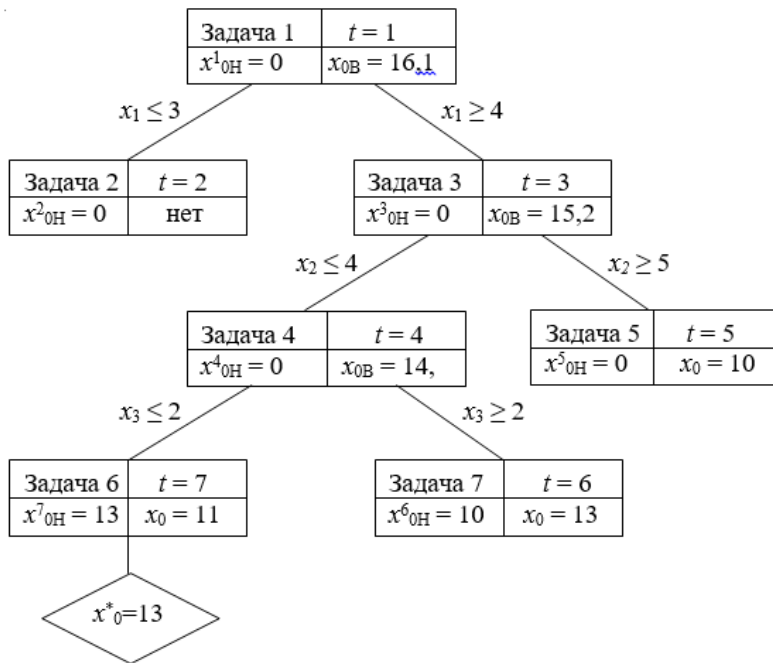 Задача 1 t = 1
x¹₀Н = 0 x₀В = 16,1
x₁ ≤ 3 x₁ ≥ 4
Задача 2 t = 2 Задача 3 t = 3
x²₀Н = 0 нет x³₀Н = 0 x₀В = 15,2
x₂ ≤ 4 x₂ ≥ 5
Задача 4 t = 4 Задача 5 t = 5
x⁴₀Н = 0 x₀В = 14, x⁵₀Н = 0 x₀ = 10
x₃ ≤ 2 x₃ ≥ 2
Задача 6 t = 7 Задача 7 t = 6
x⁷₀Н = 13 x₀ = 11 x⁶₀Н = 10 x₀ = 13
x*₀=13